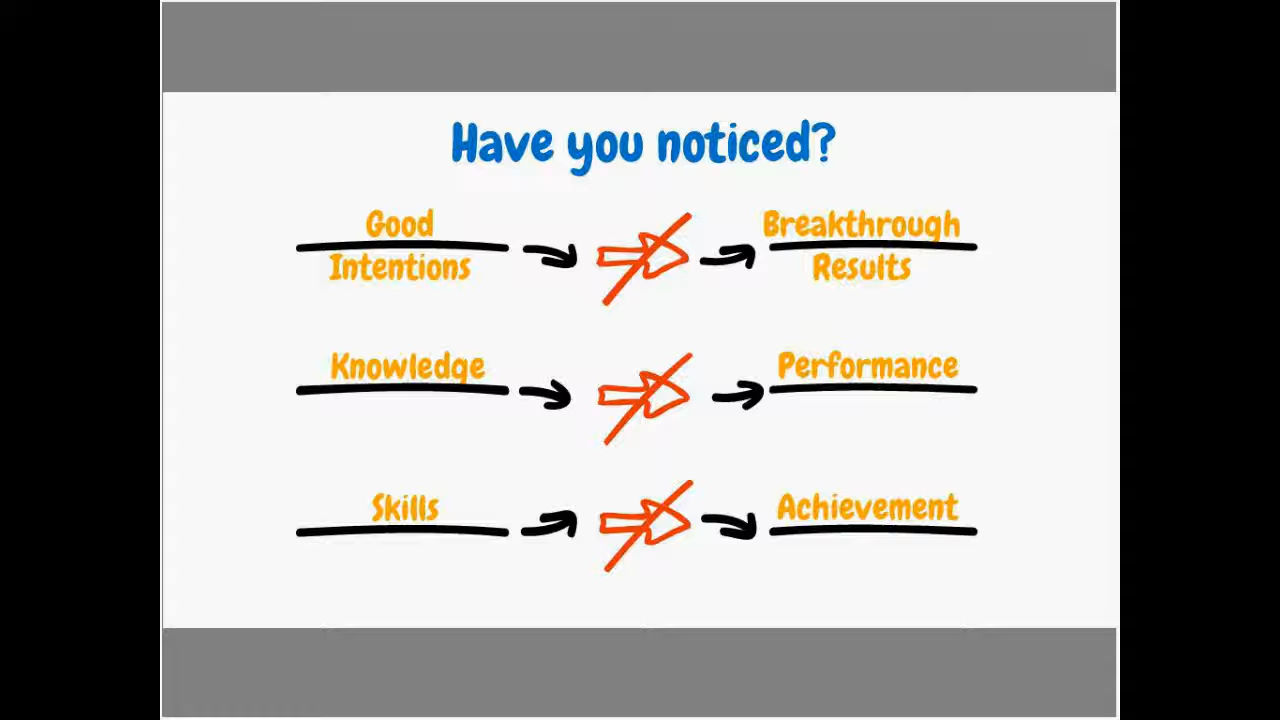 Have you noticed?
Good Breakthrough
Intentions Results
Knowledge Performance
Skills Achievement